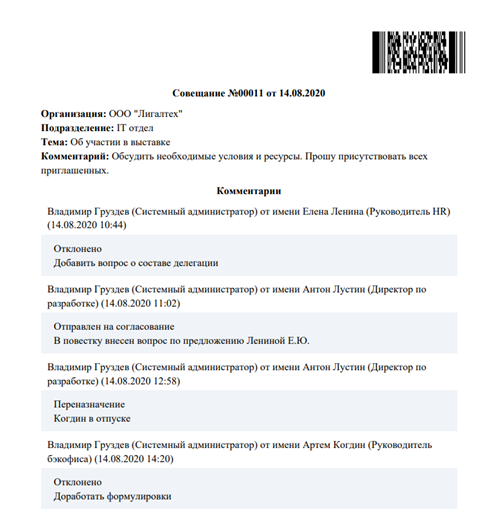 Совещание №00011 от 14.08.2020
Организация: ООО "Лигалтех"
Подразделение: IT отдел
Тема: Об участии в выставке
Комментарий: Обсудить необходимые условия и ресурсы. Прошу присутствовать всех
приглашенных.
Комментарии
Владимир Груздев (Системный администратор) от имени Елена Ленина (Руководитель HR)
(14.08.2020 10:44)
Отклонено
Добавить вопрос о составе делегации
Владимир Груздев (Системный администратор) от имени Антон Лустин (Директор по
разработке) (14.08.2020 11:02)
Отправлен на согласование
В повестку внесен вопрос по предложению Лениной Е.Ю.
Владимир Груздев (Системный администратор) от имени Антон Лустин (Директор по
разработке) (14.08.2020 12:58)
Переназначение
Когдин в отпуске
Владимир Груздев (Системный администратор) от имени Артем Когдин (Руководитель
бэкофиса) (14.08.2020 14:20)
Отклонено
Доработать формулировки